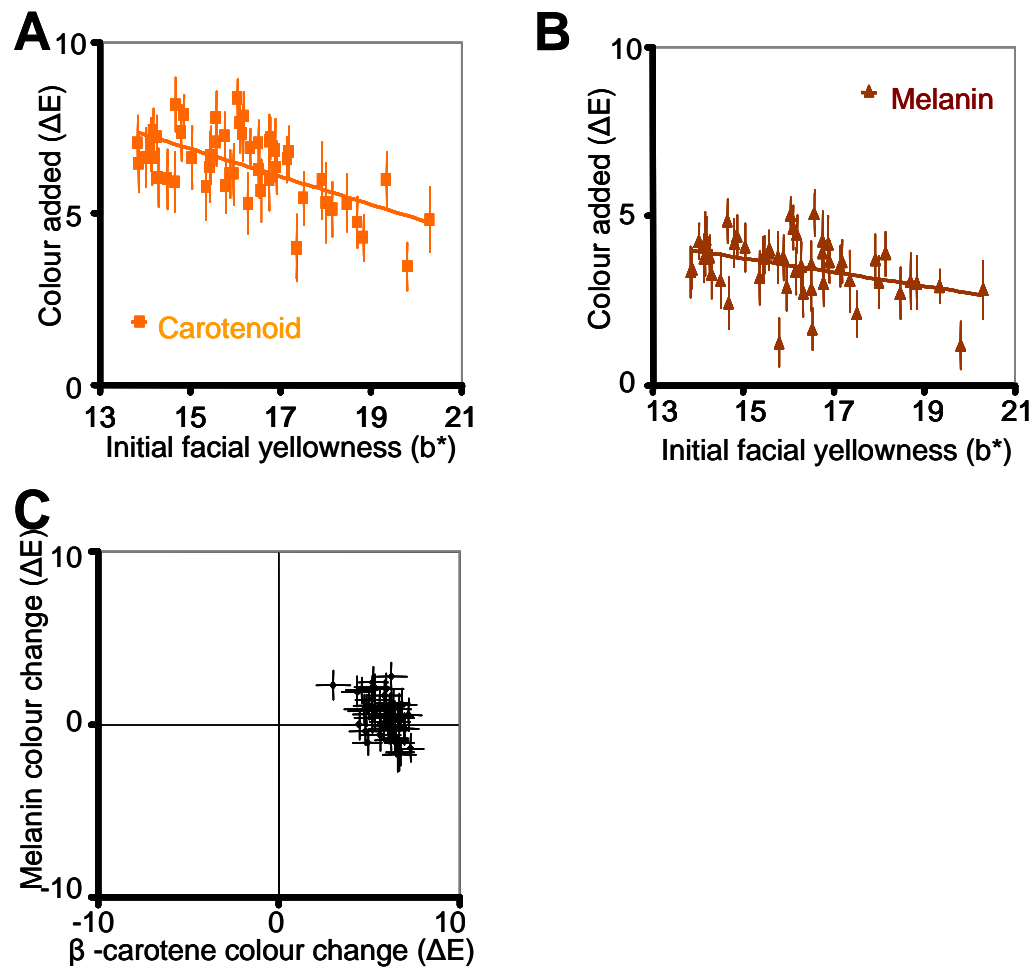 A
10
5
0
Colour added (ΔE)
Carotenoid
13 15 17 19 21
Initial facial yellowness (b*)
B
10
5
0
Colour added (ΔE)
Melanin
13 15 17 19 21
Initial facial yellowness (b*)
C
10
0
-10
Melanin colour change (ΔE)
-10 0 10
β -carotene colour change (ΔE)